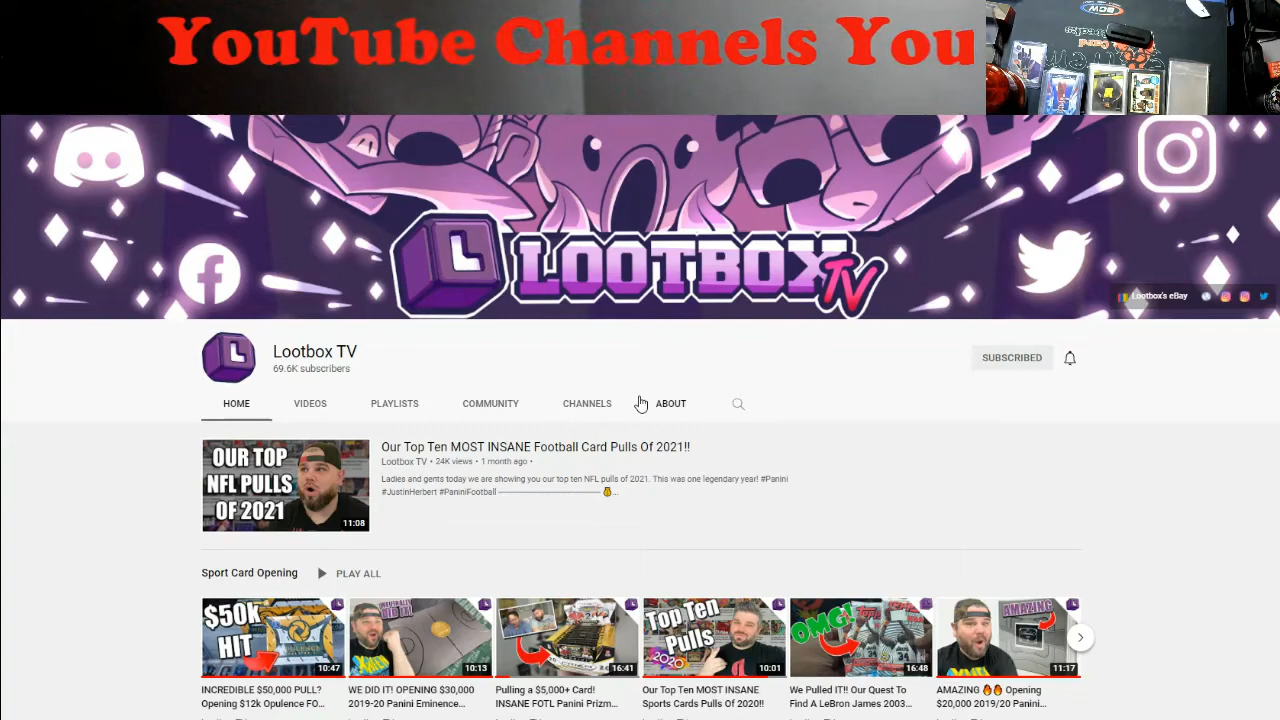 YouTube Channels You
BCW
LOOTBOX
TV
Lootbox's eBay
Lootbox TV
69.6K subscribers
SUBSCRIBED
HOME VIDEOS PLAYLISTS COMMUNITY CHANNELS ABOUT
OUR TOP
NFL PULLS
OF 2021
11:08
Our Top Ten MOST INSANE Football Card Pulls Of 2021!!
Lootbox TV • 24K views • 1 month ago •
Ladies and gents today we are showing you our top ten NFL pulls of 2021. This was one legendary year! #Panini
#JustinHerbert #PaniniFootball
Sport Card Opening PLAY ALL
$50k
HIT
10:47
10:13
16:41
Top Ten
Pulls
2020
10:01
OMG!
16:48
AMAZING
11:17
INCREDIBLE $50,000 PULL?
Opening $12k Opulence FO...
WE DID IT! OPENING $30,000
2019-20 Panini Eminence...
Pulling a $5,000+ Card!
INSANE FOTL Panini Prizm...
Our Top Ten MOST INSANE
Sports Cards Pulls Of 2020!!
We Pulled IT!! Our Quest To
Find A LeBron James 2003...
AMAZING 🔥🔥 Opening
$20,000 2019/20 Panini...